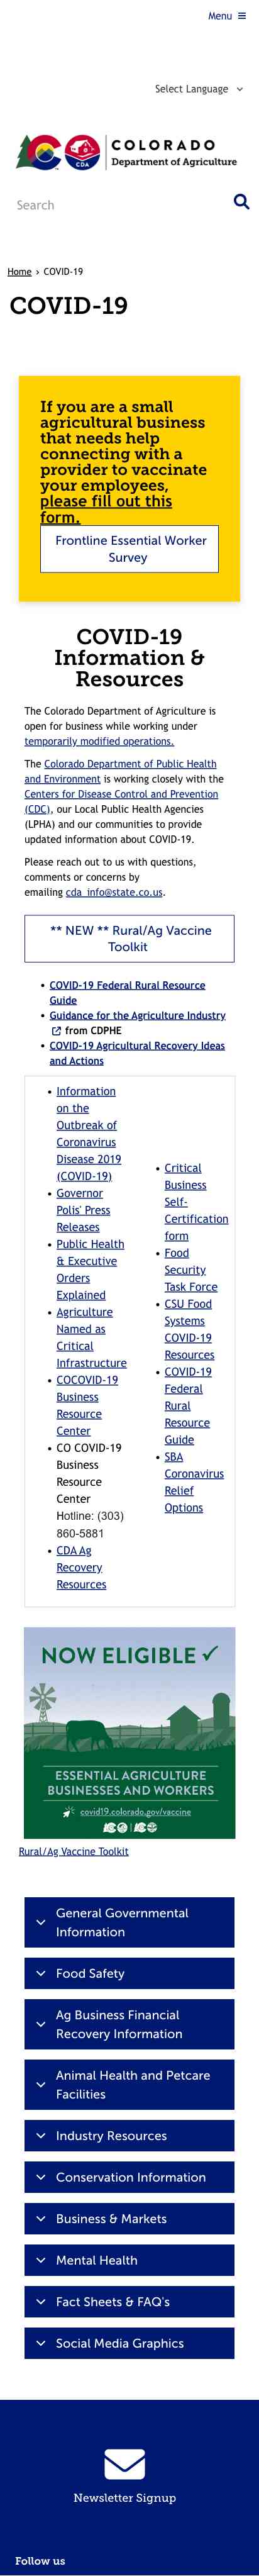 Menu
Select Language
COLORADO
Department of Agriculture
Search
Home › COVID-19
COVID-19
If you are a small
agricultural business
that needs help
connecting with a
provider to vaccinate
your employees,
please fill out this
form.
Frontline Essential Worker
Survey
COVID-19
Information &
Resources
The Colorado Department of Agriculture is
open for business while working under
temporarily modified operations.
The Colorado Department of Public Health
and Environment is working closely with the
Centers for Disease Control and Prevention
(CDC), our Local Public Health Agencies
(LPHA) and our communities to provide
updated information about COVID-19.
Please reach out to us with questions,
comments or concerns by
emailing cda_info@state.co.us.
** NEW ** Rural/Ag Vaccine
Toolkit
• COVID-19 Federal Rural Resource
Guide
• Guidance for the Agriculture Industry
from CDPHE
• COVID-19 Agricultural Recovery Ideas
and Actions
• Information
on the
Outbreak of
Coronavirus
Disease 2019
(COVID-19)
• Governor
Polis' Press
Releases
• Public Health
& Executive
Orders
Explained
• Agriculture
Named as
Critical
Infrastructure
• COCOVID-19
Business
Resource
Center
• CO COVID-19
Business
Resource
Center
Hotline: (303)
860-5881
• CDA Ag
Recovery
Resources
• Critical
Business
Self-
Certification
form
• Food
Security
Task Force
• CSU Food
Systems
COVID-19
Resources
• COVID-19
Federal
Rural
Resource
Guide
• SBA
Coronavirus
Relief
Options
NOW ELIGIBLE ✓
ESSENTIAL AGRICULTURE
BUSINESSES AND WORKERS
covid19.colorado.gov/vaccine
Rural/Ag Vaccine Toolkit
General Governmental
Information
Food Safety
Ag Business Financial
Recovery Information
Animal Health and Petcare
Facilities
Industry Resources
Conservation Information
Business & Markets
Mental Health
Fact Sheets & FAQ's
Social Media Graphics
Newsletter Signup
Follow us